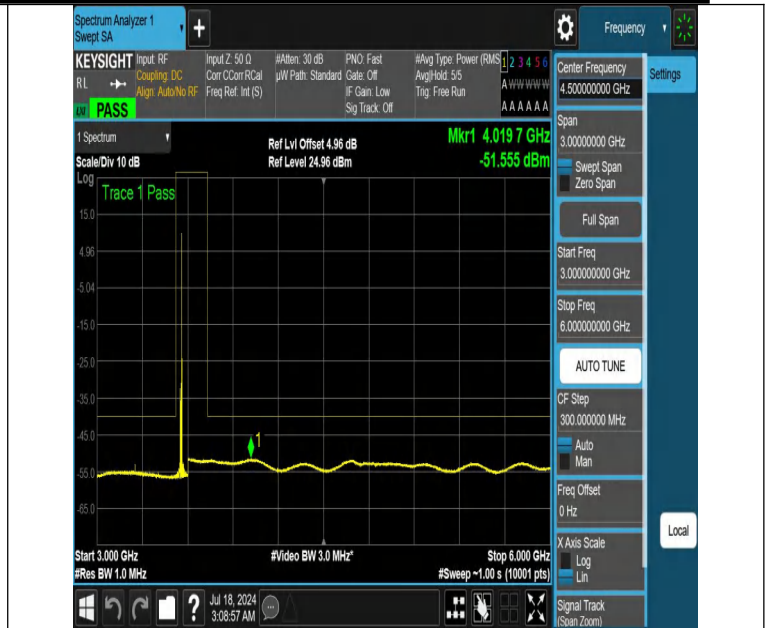 Spectrum Analyzer 1
Swept SA
+
Frequency
KEYSIGHT
RL
PASS
Input: RF
Coupling: DC
Align: Auto/No RF
Input Z: 50 Ω
Corr CCorr RCal
Freq Ref: Int (S)
#Atten: 30 dB
µW Path: Standard
PNO: Fast
Gate: Off
IF Gain: Low
Sig Track: Off
#Avg Type: Power (RMS
Avg|Hold: 5/5
Trig: Free Run
1 2 3 4 5 6
A W W W W W
A A A A A A
1 Spectrum
Scale/Div 10 dB
Ref Lvl Offset 4.96 dB
Ref Level 24.96 dBm
Mkr1 4.019 7 GHz
-51.555 dBm
Log
Trace 1 Pass
15.0
4.96
-5.04
-15.0
-25.0
-35.0
-45.0
-55.0
-65.0
1
Start 3.000 GHz
#Res BW 1.0 MHz
#Video BW 3.0 MHz*
Stop 6.000 GHz
#Sweep ~1.00 s (10001 pts)
Center Frequency
4.500000000 GHz
Settings
Span
3.00000000 GHz
Swept Span
Zero Span
Full Span
Start Freq
3.000000000 GHz
Stop Freq
6.000000000 GHz
AUTO TUNE
CF Step
300.000000 MHz
Auto
Man
Freq Offset
0 Hz
X Axis Scale
Log
Lin
Local
Signal Track
(Span Zoom)
?
Jul 18, 2024
3:08:57 AM